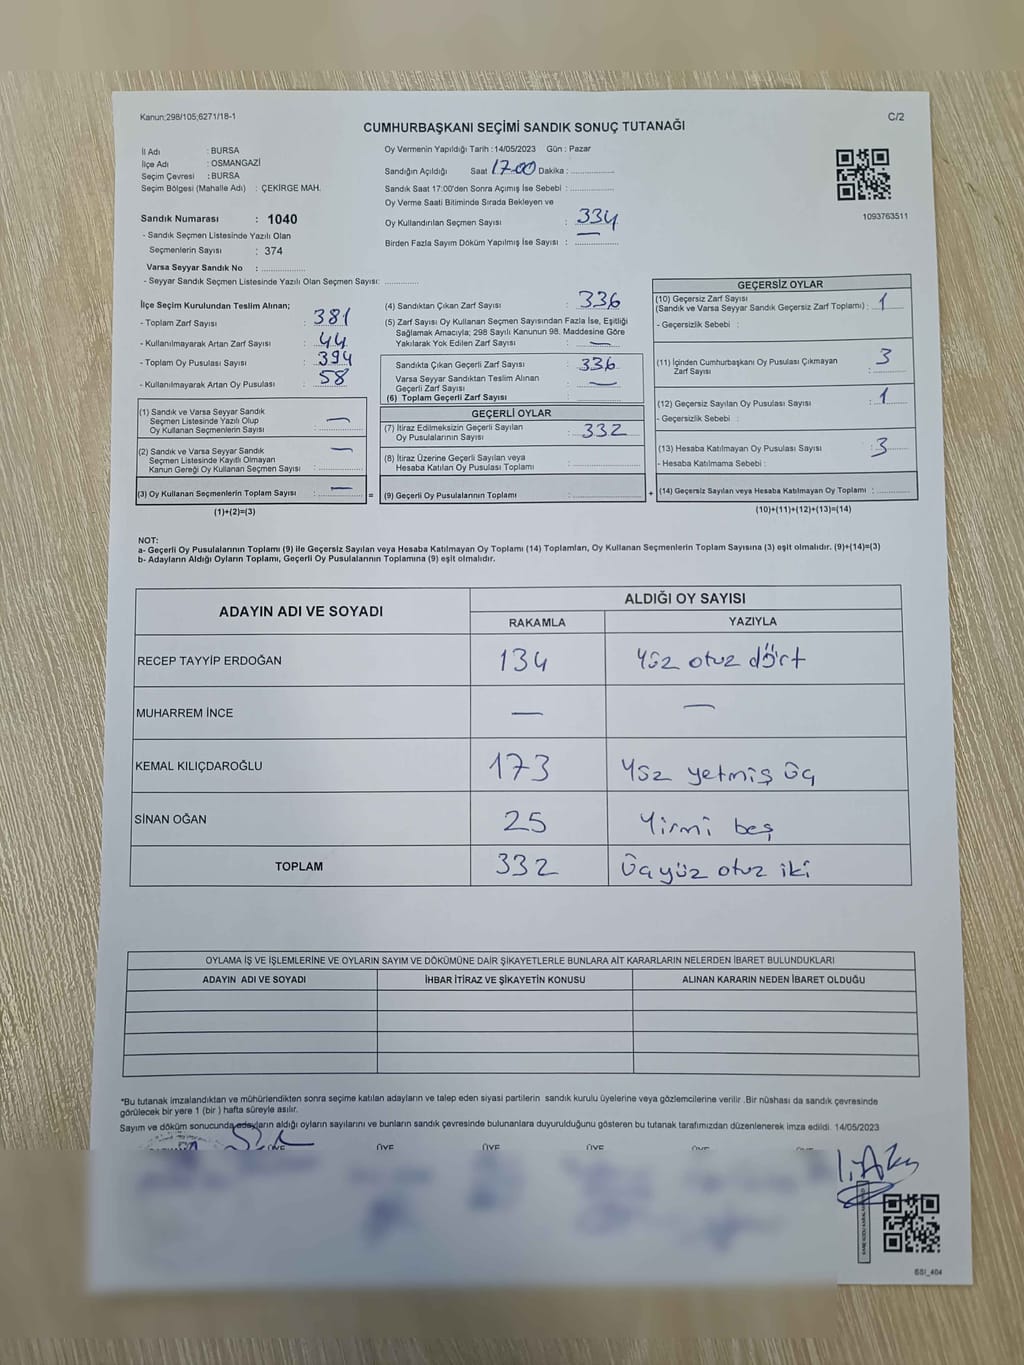 Kanun;298/105;6271/18-1
C/2
CUMHURBAŞKANI SEÇİMİ SANDIK SONUÇ TUTANAĞI
İl Adı : BURSA
İlçe Adı : OSMANGAZİ
Seçim Çevresi : BURSA
Seçim Bölgesi (Mahalle Adı) : ÇEKİRGE MAH.
Sandık Numarası : 1040
- Sandık Seçmen Listesinde Yazılı Olan
Seçmenlerin Sayısı : 374
Varsa Seyyar Sandık No : ................
- Seyyar Sandık Seçmen Listesinde Yazılı Olan Seçmen Sayısı: ............
Oy Vermenin Yapıldığı Tarih :14/05/2023 Gün : Pazar
Sandığın Açıldığı Saat 17.00 Dakika : ................
Sandık Saat 17:00'den Sonra Açımış İse Sebebi : ................
Oy Verme Saati Bitiminde Sırada Bekleyen ve
Oy Kullandırılan Seçmen Sayısı : 334
Birden Fazla Sayım Döküm Yapılmış İse Sayısı : —
1093763511
İlçe Seçim Kurulundan Teslim Alınan;
- Toplam Zarf Sayısı : 381
- Kullanılmayarak Artan Zarf Sayısı : 44
- Toplam Oy Pusulası Sayısı : 394
- Kullanılmayarak Artan Oy Pusulası : 58
(1) Sandık ve Varsa Seyyar Sandık
Seçmen Listesinde Yazılı Olup
Oy Kullanan Seçmenlerin Sayısı : —
(2) Sandık ve Varsa Seyyar Sandık
Seçmen Listesinde Kayıtlı Olmayan
Kanun Gereği Oy Kullanan Seçmen Sayısı : —
(3) Oy Kullanan Seçmenlerin Toplam Sayısı : — =
(1)+(2)=(3)
(4) Sandıktan Çıkan Zarf Sayısı : 336
(5) Zarf Sayısı Oy Kullanan Seçmen Sayısından Fazla İse, Eşitliği
Sağlamak Amacıyla; 298 Sayılı Kanunun 98. Maddesine Göre
Yakılarak Yok Edilen Zarf Sayısı : —
Sandıkta Çıkan Geçerli Zarf Sayısı : 336
Varsa Seyyar Sandıktan Teslim Alınan
Geçerli Zarf Sayısı : —
(6) Toplam Geçerli Zarf Sayısı :
GEÇERLİ OYLAR
(7) İtiraz Edilmeksizin Geçerli Sayılan
Oy Pusulalarının Sayısı : 332
(8) İtiraz Üzerine Geçerli Sayılan veya
Hesaba Katılan Oy Pusulası Toplamı :
(9) Geçerli Oy Pusulalarının Toplamı : +
GEÇERSİZ OYLAR
(10) Geçersiz Zarf Sayısı
(Sandık ve Varsa Seyyar Sandık Geçersiz Zarf Toplamı) : 1
- Geçersizlik Sebebi :
(11) İçinden Cumhurbaşkanı Oy Pusulası Çıkmayan
Zarf Sayısı : 3
(12) Geçersiz Sayılan Oy Pusulası Sayısı : 1
- Geçersizlik Sebebi :
(13) Hesaba Katılmayan Oy Pusulası Sayısı : 3
- Hesaba Katılmama Sebebi :
(14) Geçersiz Sayılan veya Hesaba Katılmayan Oy Toplamı :
(10)+(11)+(12)+(13)=(14)
NOT:
a- Geçerli Oy Pusulalarının Toplamı (9) ile Geçersiz Sayılan veya Hesaba Katılmayan Oy Toplamı (14) Toplamları, Oy Kullanan Seçmenlerin Toplam Sayısına (3) eşit olmalıdır. (9)+(14)=(3)
b- Adayların Aldığı Oyların Toplamı, Geçerli Oy Pusulalarının Toplamına (9) eşit olmalıdır.
ADAYIN ADI VE SOYADI
ALDIĞI OY SAYISI
RAKAMLA YAZIYLA
RECEP TAYYİP ERDOĞAN 134 Yüz otuz dört
MUHARREM İNCE — —
KEMAL KILIÇDAROĞLU 173 Yüz yetmiş üç
SİNAN OĞAN 25 Yirmi beş
TOPLAM 332 Üçyüz otuz iki
OYLAMA İŞ VE İŞLEMLERİNE VE OYLARIN SAYIM VE DÖKÜMÜNE DAİR ŞİKAYETLERLE BUNLARA AİT KARARLARIN NELERDEN İBARET BULUNDUKLARI
ADAYIN ADI VE SOYADI İHBAR İTİRAZ VE ŞİKAYETİN KONUSU ALINAN KARARIN NEDEN İBARET OLDUĞU
*Bu tutanak imzalandıktan ve mühürlendikten sonra seçime katılan adayların ve talep eden siyasi partilerin sandık kurulu üyelerine veya gözlemcilerine verilir .Bir nüshası da sandık çevresinde
görülecek bir yere 1 (bir ) hafta süreyle asılır.
Sayım ve döküm sonucunda,adayların aldığı oyların sayılarını ve bunların sandık çevresinde bulunanlara duyurulduğunu gösteren bu tutanak tarafımızdan düzenlenerek imza edildi. 14/05/2023
ÜYE ÜYE ÜYE ÜYE ÜYE